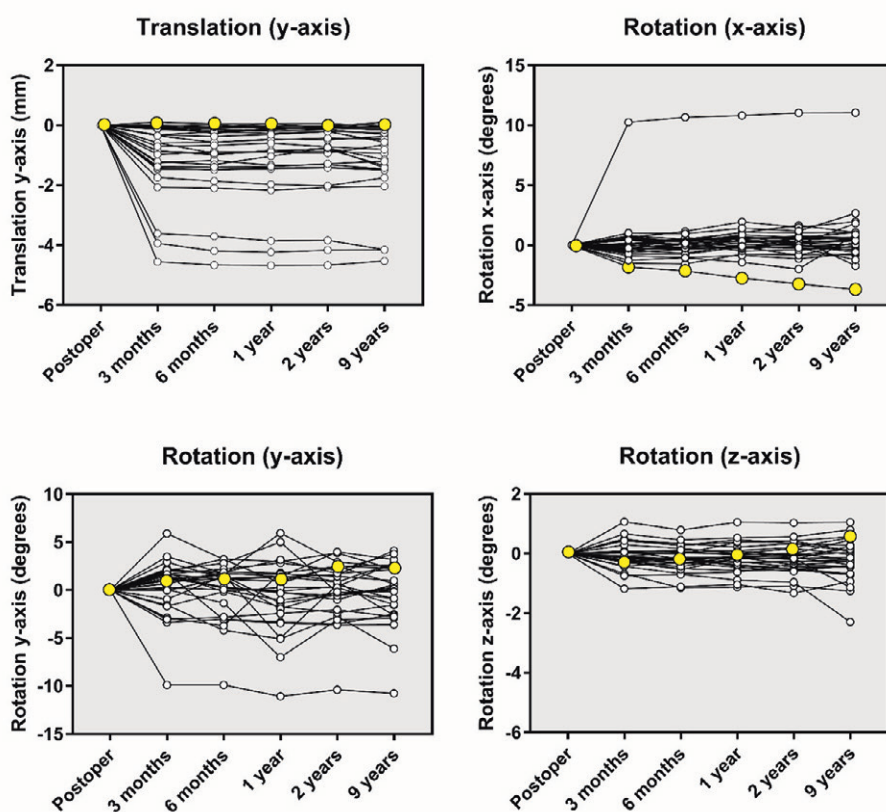 Translation (y-axis)
Translation y-axis (mm)
2
0
-2
-4
-6
Postoper
3 months
6 months
1 year
2 years
9 years
Rotation (x-axis)
Rotation x-axis (degrees)
15
10
5
0
-5
Postoper
3 months
6 months
1 year
2 years
9 years
Rotation (y-axis)
Rotation y-axis (degrees)
10
5
0
-5
-10
-15
Postoper
3 months
6 months
1 year
2 years
9 years
Rotation (z-axis)
Rotation z-axis (degrees)
2
0
-2
-4
-6
Postoper
3 months
6 months
1 year
2 years
9 years